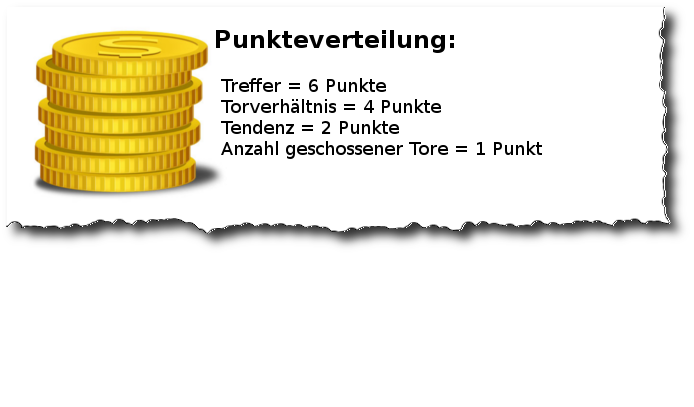 Punkteverteilung:
Treffer = 6 Punkte
Torverhältnis = 4 Punkte
Tendenz = 2 Punkte
Anzahl geschossener Tore = 1 Punkt